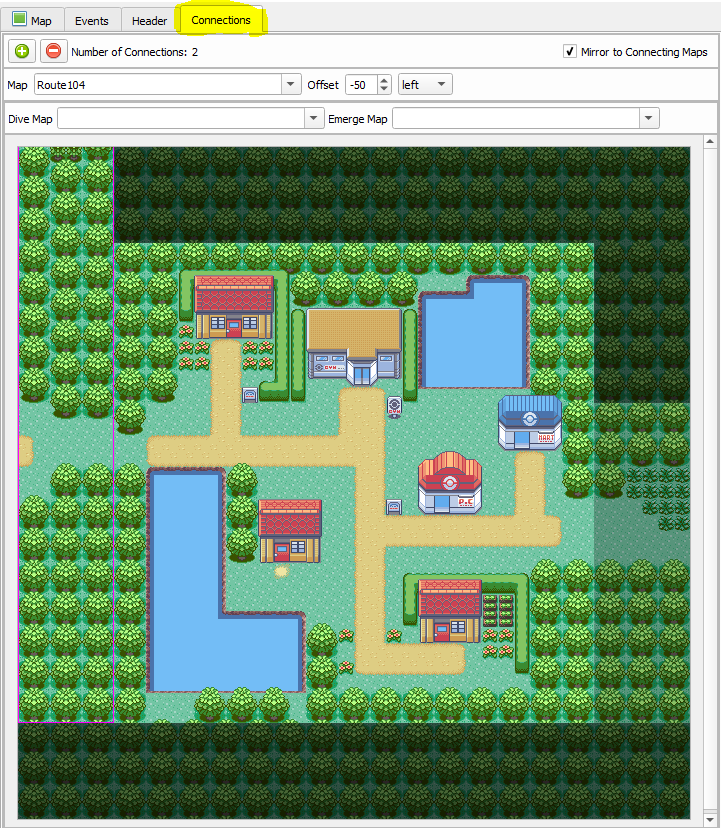 Map Events Header Connections
Number of Connections: 2 Mirror to Connecting Maps
Map Route104 Offset -50 left
Dive Map Emerge Map
GYM
GYM
MART
P.C